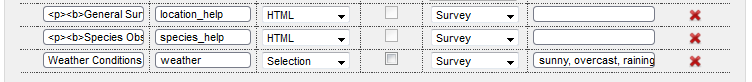 <p><b>General Sur location_help HTML Survey
<p><b>Species Obs species_help HTML Survey
Weather Conditions weather Selection Survey sunny, overcast, raining